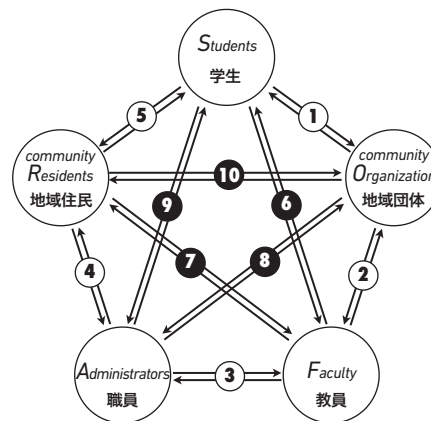 Students
学生
5
1
community
Residents
地域住民
community
Organization
地域団体
10
9
6
4
7
8
2
Administrators
職員
3
Faculty
教員